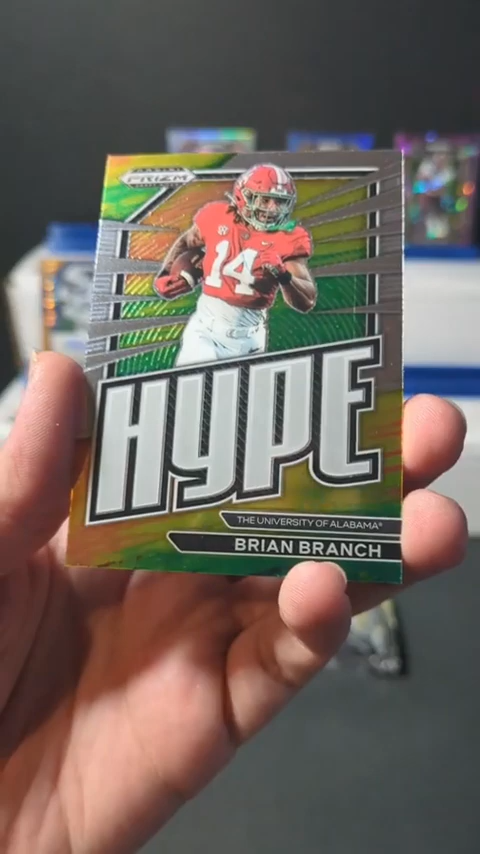 PANINI
PRIZM
14
HYPE
THE UNIVERSITY OF ALABAMA®
BRIAN BRANCH